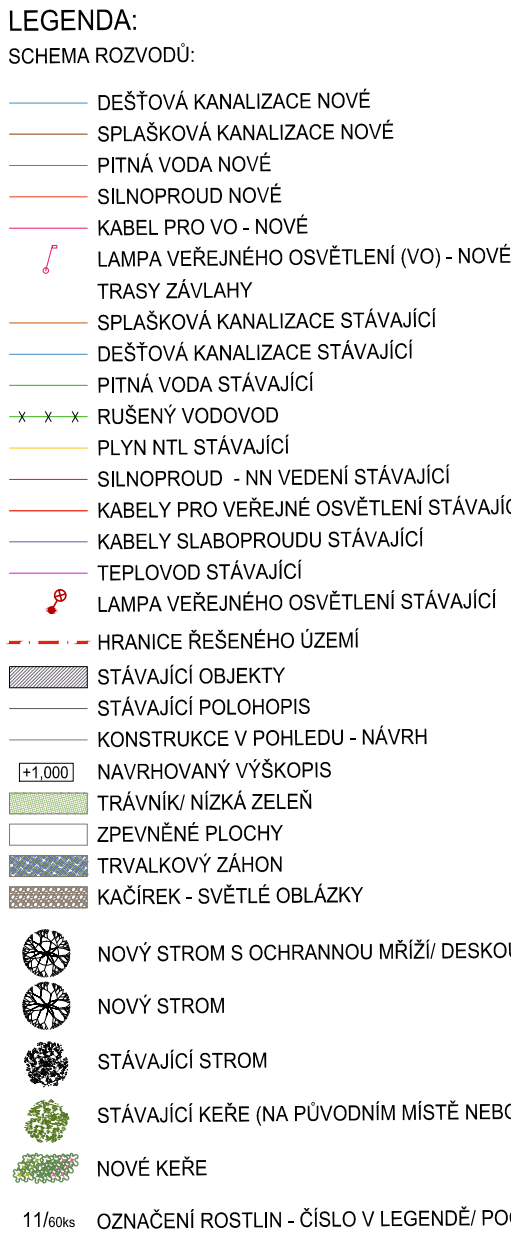 LEGENDA:
SCHEMA ROZVODŮ:
DEŠŤOVÁ KANALIZACE NOVÉ
SPLAŠKOVÁ KANALIZACE NOVÉ
PITNÁ VODA NOVÉ
SILNOPROUD NOVÉ
KABEL PRO VO - NOVÉ
LAMPA VEŘEJNÉHO OSVĚTLENÍ (VO) - NOVÉ
TRASY ZÁVLAHY
SPLAŠKOVÁ KANALIZACE STÁVAJÍCÍ
DEŠŤOVÁ KANALIZACE STÁVAJÍCÍ
PITNÁ VODA STÁVAJÍCÍ
X X X RUŠENÝ VODOVOD
PLYN NTL STÁVAJÍCÍ
SILNOPROUD - NN VEDENÍ STÁVAJÍCÍ
KABELY PRO VEŘEJNÉ OSVĚTLENÍ STÁVAJÍC
KABELY SLABOPROUDU STÁVAJÍCÍ
TEPLOVOD STÁVAJÍCÍ
LAMPA VEŘEJNÉHO OSVĚTLENÍ STÁVAJÍCÍ
HRANICE ŘEŠENÉHO ÚZEMÍ
STÁVAJÍCÍ OBJEKTY
STÁVAJÍCÍ POLOHOPIS
KONSTRUKCE V POHLEDU - NÁVRH
+1,000 NAVRHOVANÝ VÝŠKOPIS
TRÁVNÍK/ NÍZKÁ ZELEŇ
ZPEVNĚNÉ PLOCHY
TRVALKOVÝ ZÁHON
KAČÍREK - SVĚTLÉ OBLÁZKY
NOVÝ STROM S OCHRANNOU MŘÍŽÍ/ DESKOU
NOVÝ STROM
STÁVAJÍCÍ STROM
STÁVAJÍCÍ KEŘE (NA PŮVODNÍM MÍSTĚ NEBO
NOVÉ KEŘE
11/60ks OZNAČENÍ ROSTLIN - ČÍSLO V LEGENDĚ/ POČ